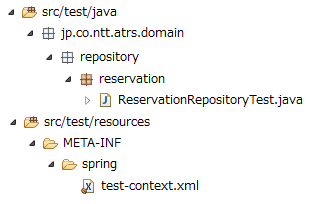 src/test/java
jp.co.ntt.atrs.domain
repository
reservation
ReservationRepositoryTest.java
src/test/resources
META-INF
spring
test-context.xml